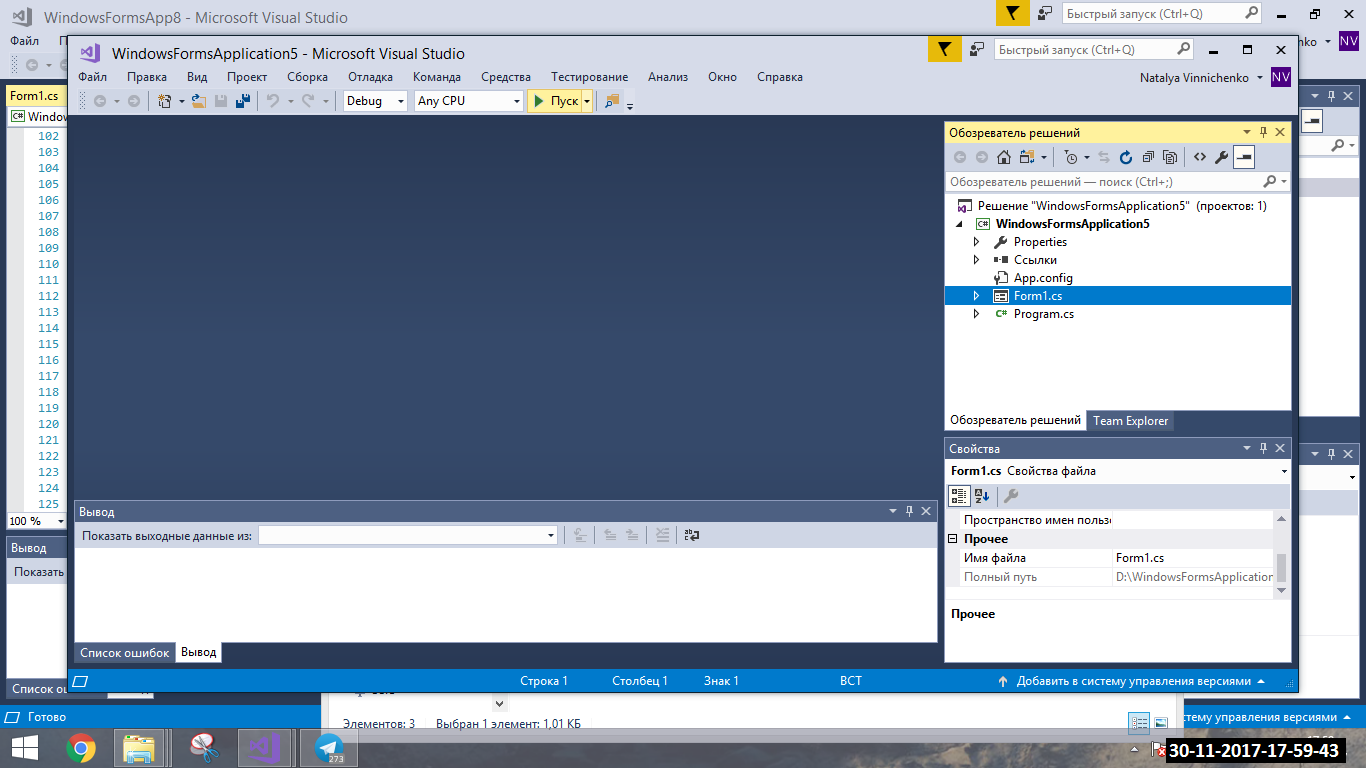 WindowsFormsApp8 - Microsoft Visual Studio
Быстрый запуск (Ctrl+Q)
Файл
NV
WindowsFormsApplication5 - Microsoft Visual Studio
Быстрый запуск (Ctrl+Q)
Файл Правка Вид Проект Сборка Отладка Команда Средства Тестирование Анализ Окно Справка
Natalya Vinnichenko NV
Debug Any CPU Пуск
Form1.cs
102
103
104
105
106
107
108
109
110
111
112
113
114
115
116
117
118
119
120
121
122
123
124
125
100 %
Вывод
Показать
Обозреватель решений
Обозреватель решений — поиск (Ctrl+;)
Решение "WindowsFormsApplication5" (проектов: 1)
C# WindowsFormsApplication5
Properties
Ссылки
App.config
Form1.cs
C# Program.cs
Обозреватель решений Team Explorer
Свойства
Form1.cs Свойства файла
Пространство имен пользо
Прочее
Имя файла Form1.cs
Полный путь D:\WindowsFormsApplication
Прочее
Вывод
Показать выходные данные из:
Список ошибок Вывод
Строка 1 Столбец 1 Знак 1 ВСТ Добавить в систему управления версиями
Элементов: 3 Выбран 1 элемент: 1,01 КБ
Готово
стему управления версиями
273
30-11-2017-17-59-43